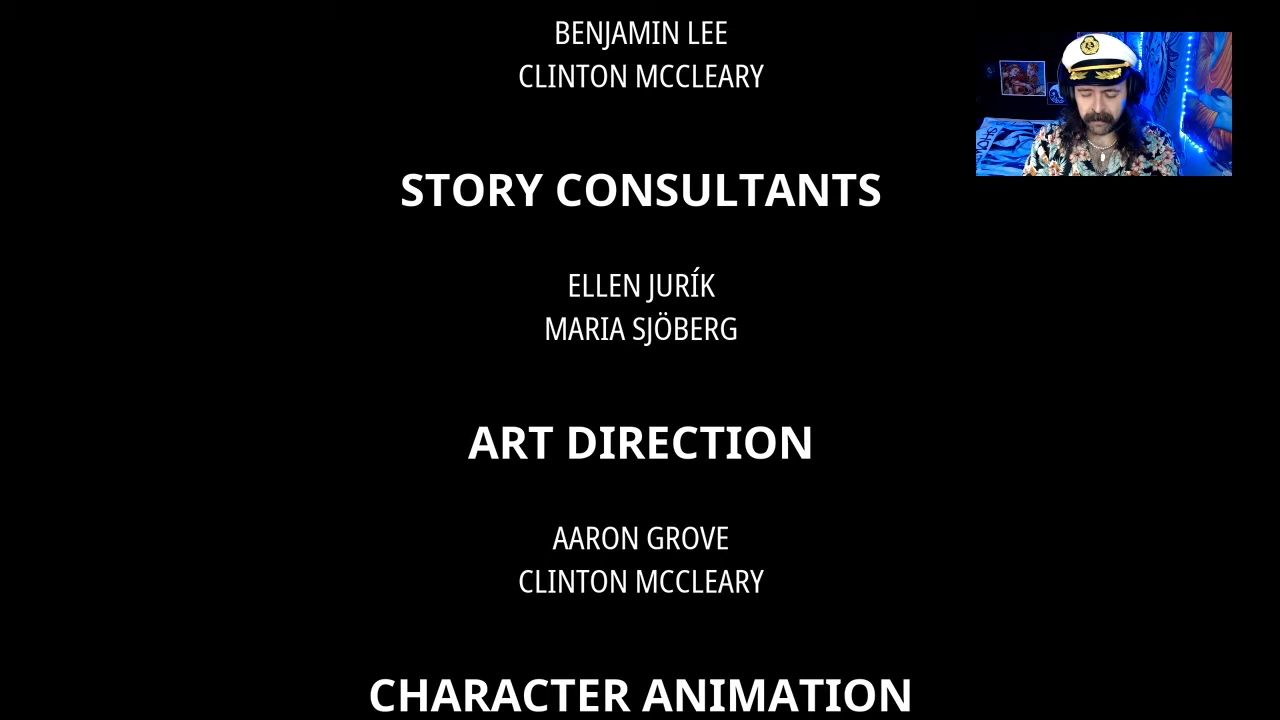 BENJAMIN LEE
CLINTON MCCLEARY
STORY CONSULTANTS
ELLEN JURÍK
MARIA SJÖBERG
ART DIRECTION
AARON GROVE
CLINTON MCCLEARY
CHARACTER ANIMATION